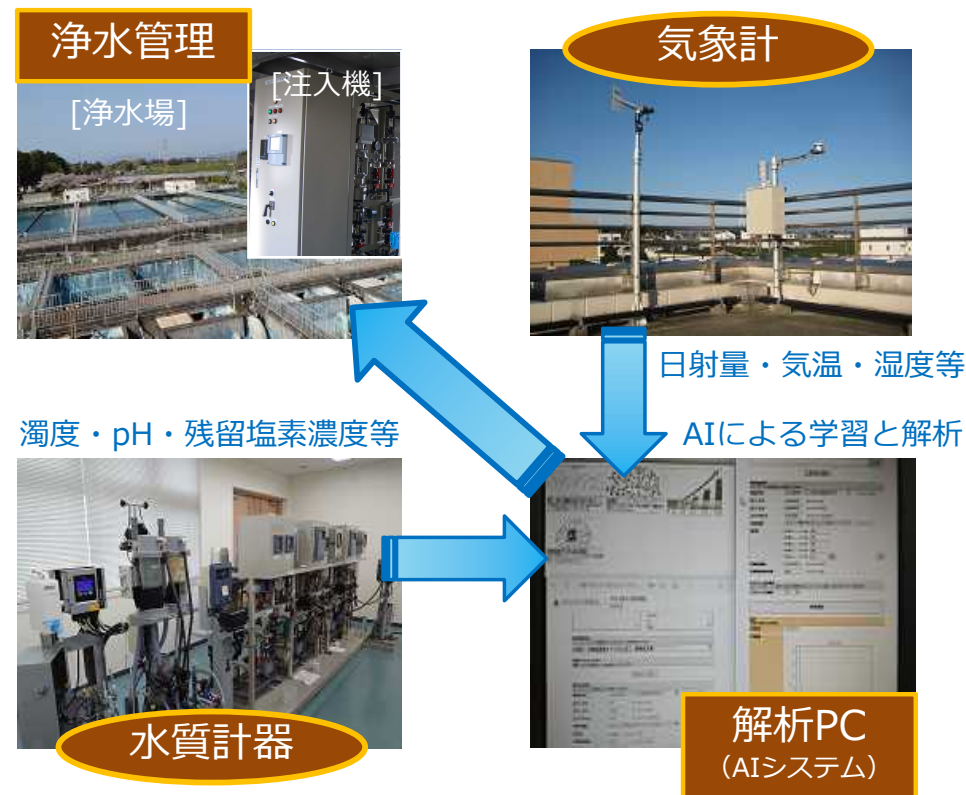 浄水管理
[浄水場]
[注入機]
気象計
日射量・気温・湿度等
濁度・pH・残留塩素濃度等
AIによる学習と解析
水質計器
解析PC
（AIシステム）